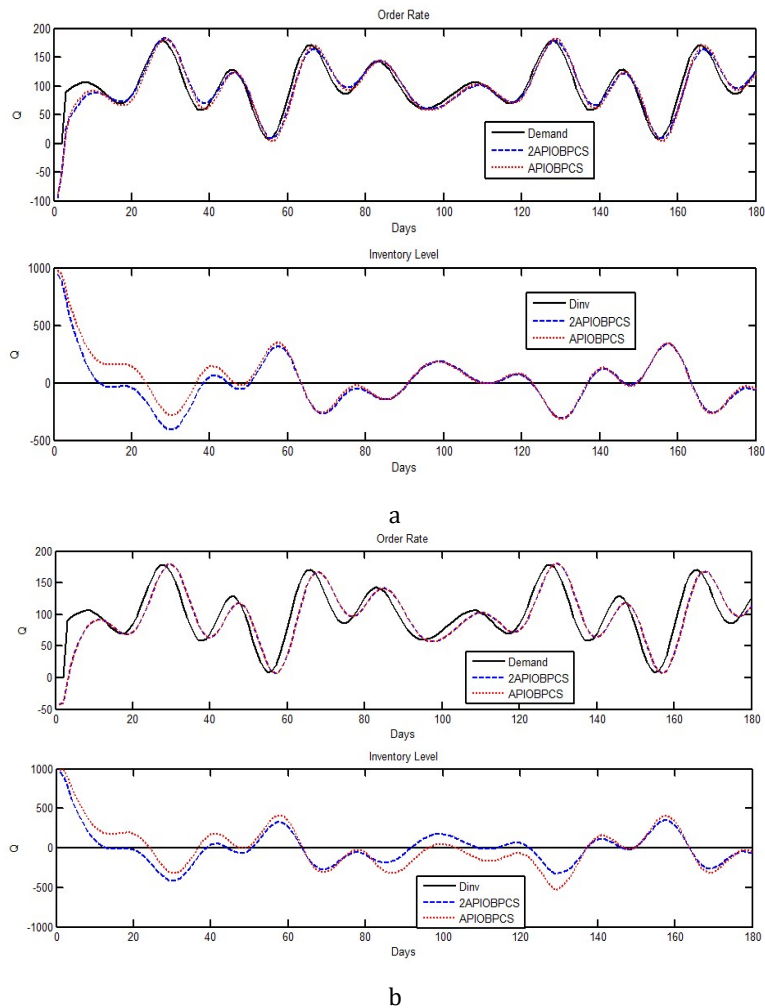 Order Rate
200
150
100
50
0
-50
-100
Q
Demand
2APIOBPCS
APIOBPCS
0 20 40 60 80 100 120 140 160 180
Days
Inventory Level
1000
500
0
-500
Q
Dinv
2APIOBPCS
APIOBPCS
0 20 40 60 80 100 120 140 160 180
Days
a
Order Rate
200
150
100
50
0
-50
Q
Demand
2APIOBPCS
APIOBPCS
0 20 40 60 80 100 120 140 160 180
Days
Inventory Level
1000
500
0
-500
-1000
Q
Dinv
2APIOBPCS
APIOBPCS
0 20 40 60 80 100 120 140 160 180
Days
b